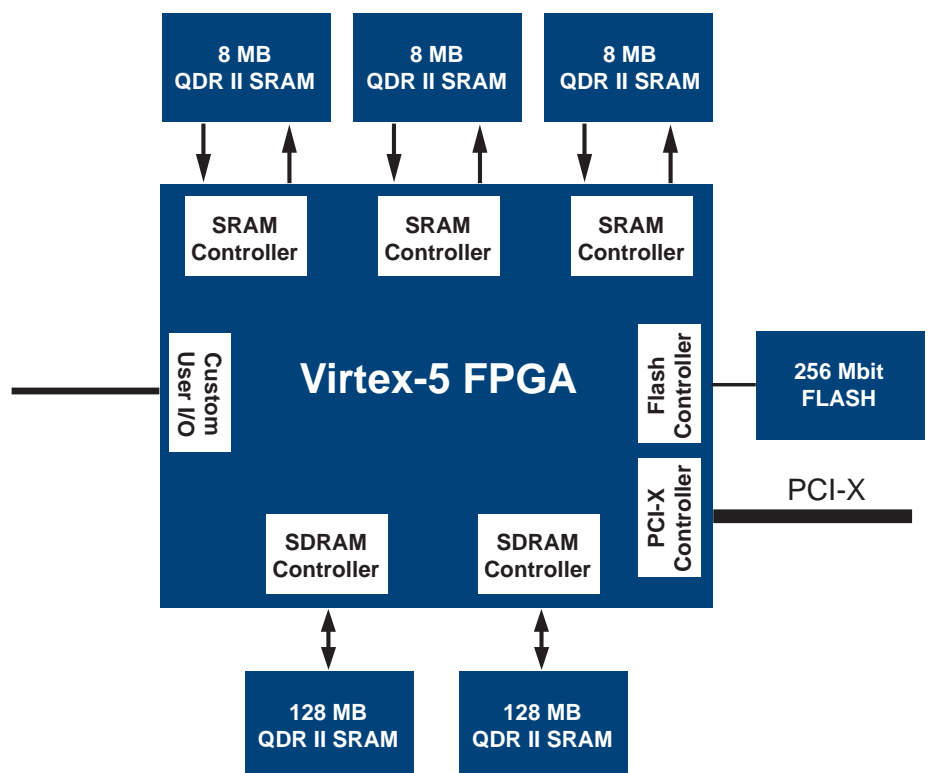 8 MB
QDR II SRAM
8 MB
QDR II SRAM
8 MB
QDR II SRAM
SRAM
Controller
SRAM
Controller
SRAM
Controller
Custom
User I/O
Virtex-5 FPGA
Flash
Controller
256 Mbit
FLASH
PCI-X
Controller
PCI-X
SDRAM
Controller
SDRAM
Controller
128 MB
QDR II SRAM
128 MB
QDR II SRAM